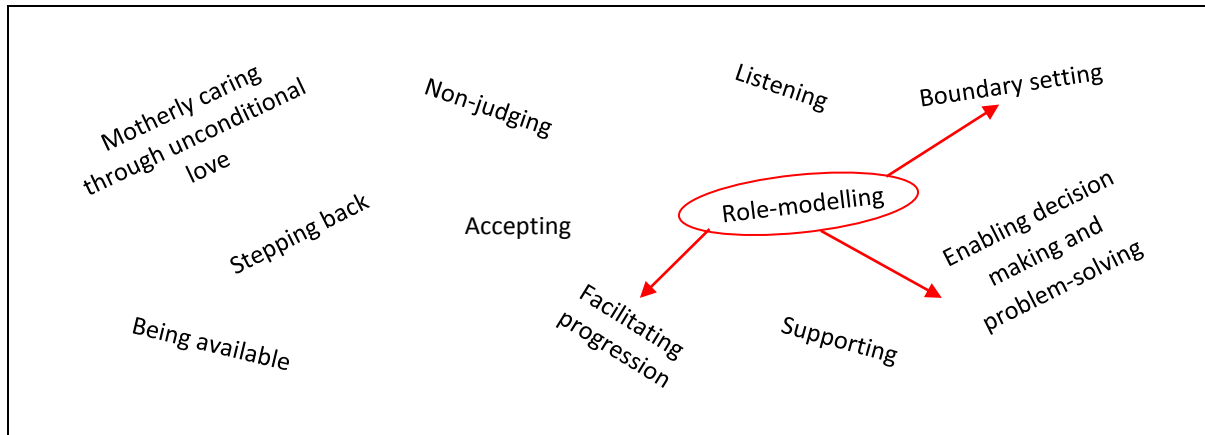 Motherly caring
through unconditional
love
Non-judging
Listening
Boundary setting
Stepping back
Accepting
Role-modelling
Enabling decision
making and
problem-solving
Being available
Facilitating
progression
Supporting